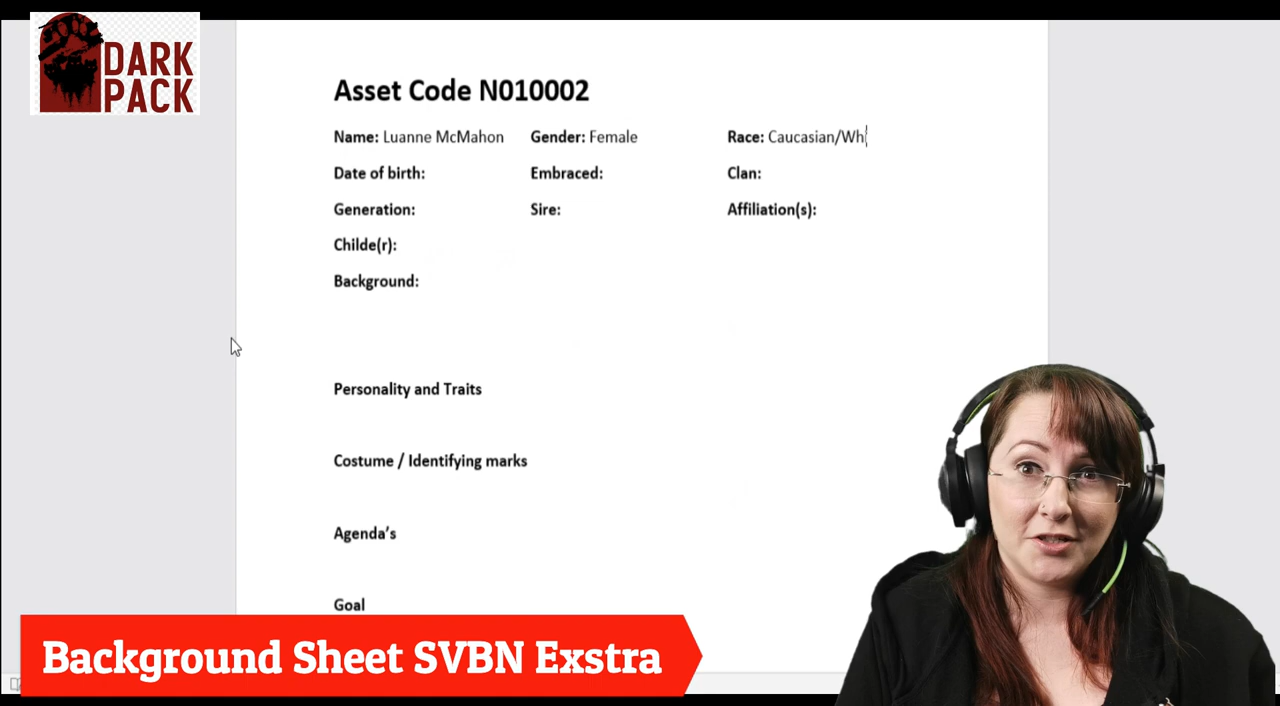 DARK
PACK
Asset Code N010002
Name: Luanne McMahon Gender: Female Race: Caucasian/Wh
Date of birth: Embraced: Clan:
Generation: Sire: Affiliation(s):
Childe(r):
Background:
Personality and Traits
Costume / Identifying marks
Agenda's
Goal
Background Sheet SVBN Exstra